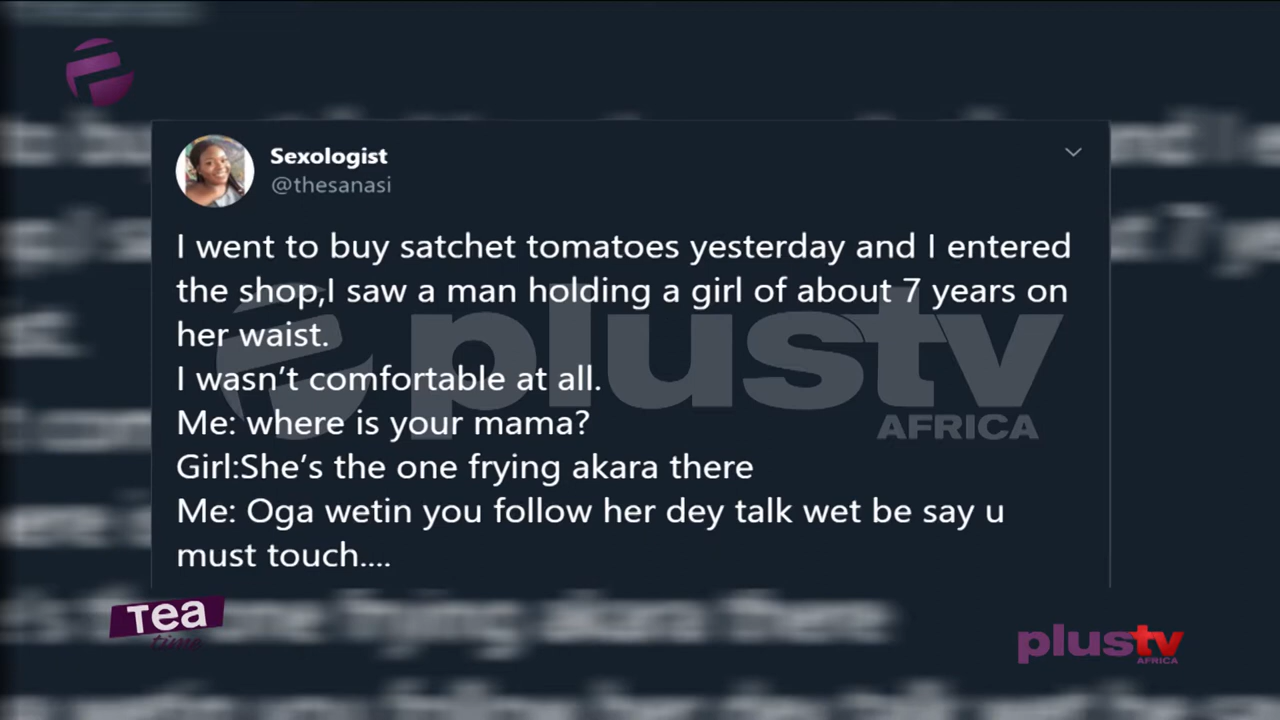 Sexologist
@thesanasi
I went to buy satchet tomatoes yesterday and I entered
the shop,I saw a man holding a girl of about 7 years on
her waist.
I wasn't comfortable at all.
Me: where is your mama?
Girl:She's the one frying akara there
Me: Oga wetin you follow her dey talk wet be say u
must touch....
plustv
AFRICA
Tea
time
plustv
AFRICA